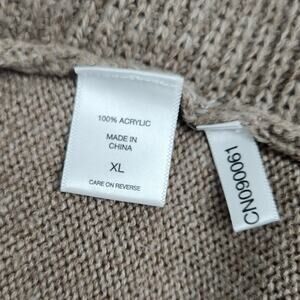 100% ACRYLIC
MADE IN
CHINA
XL
CARE ON REVERSE
CN090061